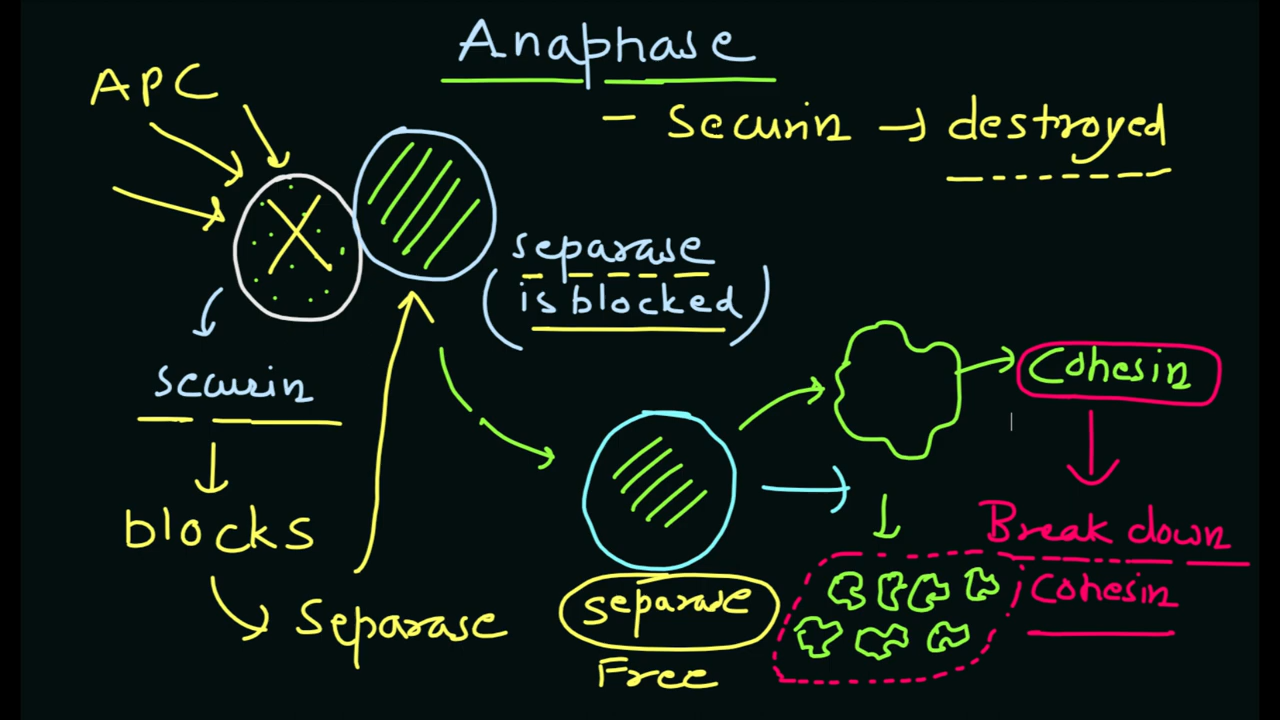 Anaphase
APC
- Securin → destroyed
separase
(is blocked)
securin
blocks
Separase
Cohesin
Break down
Cohesin
separase
Free